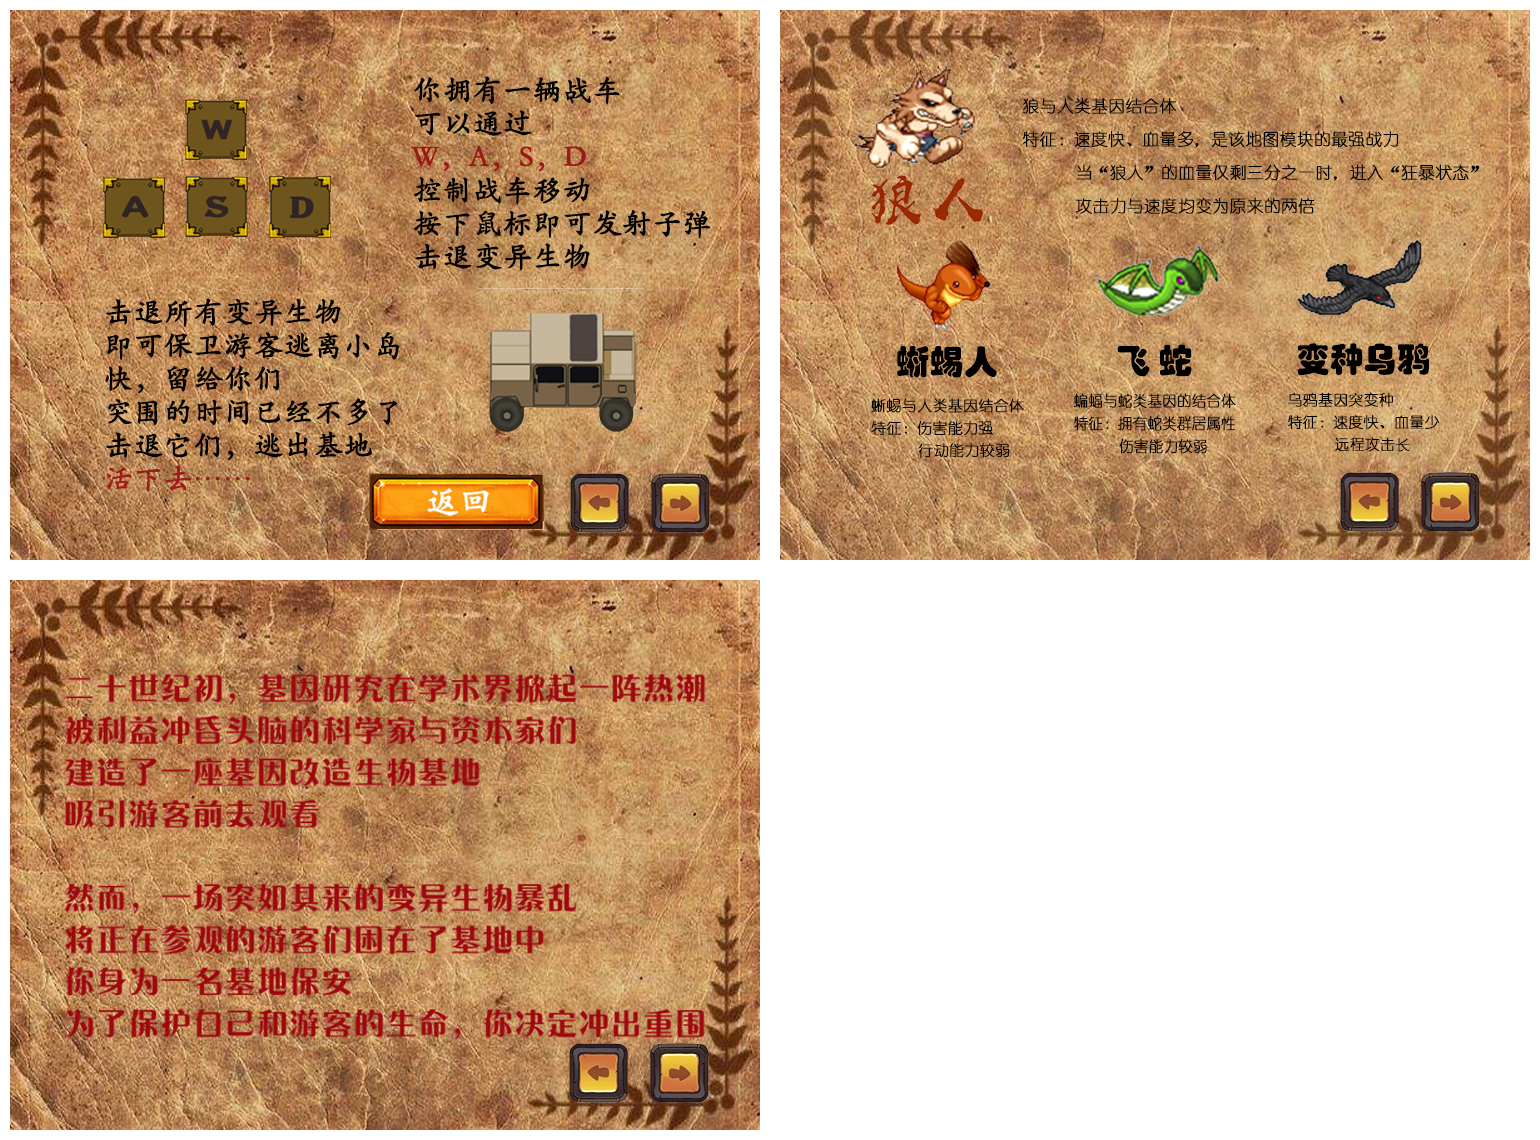 W
A
S
D
你拥有一辆战车
可以通过
W，A，S，D
控制战车移动
按下鼠标即可发射子弹
击退变异生物
击退所有变异生物
即可保卫游客逃离小岛
快，留给你们
突围的时间已经不多了
击退它们，逃出基地
活下去……
返回
狼人
狼与人类基因结合体
特征：速度快、血量多，是该地图模块的最强战力
当“狼人”的血量仅剩三分之一时，进入“狂暴状态”
攻击力与速度均变为原来的两倍
蜥蜴人
蜥蜴与人类基因结合体
特征：伤害能力强
行动能力较弱
飞蛇
蝙蝠与蛇类基因的结合体
特征：拥有蛇类群居属性
伤害能力较弱
变种乌鸦
乌鸦基因突变种
特征：速度快、血量少
远程攻击长
二十世纪初，基因研究在学术界掀起一阵热潮
被利益冲昏头脑的科学家与资本家们
建造了一座基因改造生物基地
吸引游客前去观看
然而，一场突如其来的变异生物暴乱
将正在参观的游客们困在了基地中
你身为一名基地保安
为了保护自己和游客的生命，你决定冲出重围